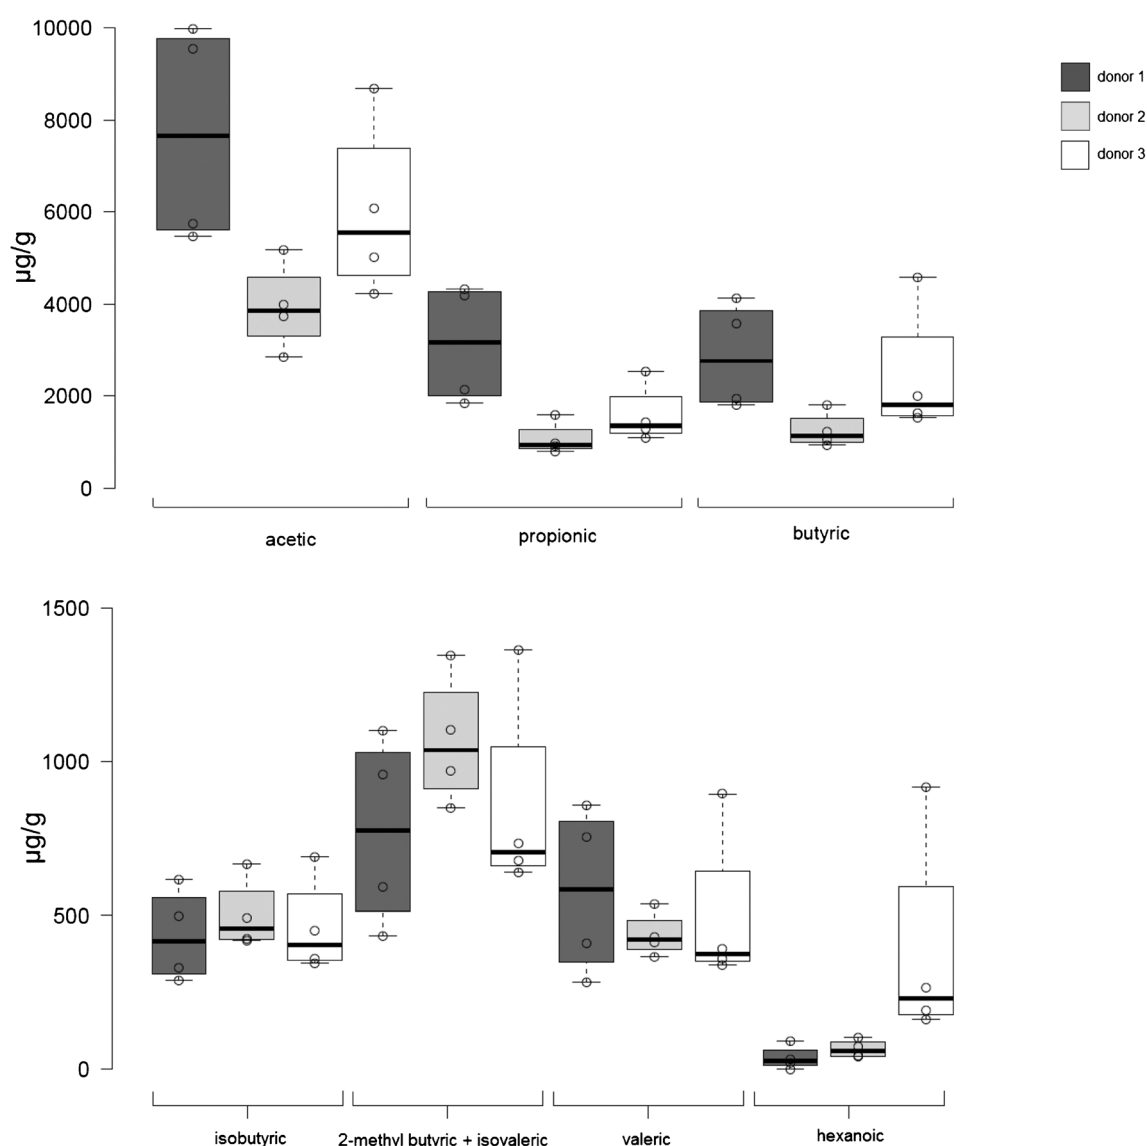 10000
8000
6000
4000
2000
0
µg/g
donor 1
donor 2
donor 3
acetic
propionic
butyric
1500
1000
500
0
µg/g
isobutyric
2-methyl butyric + isovaleric
valeric
hexanoic